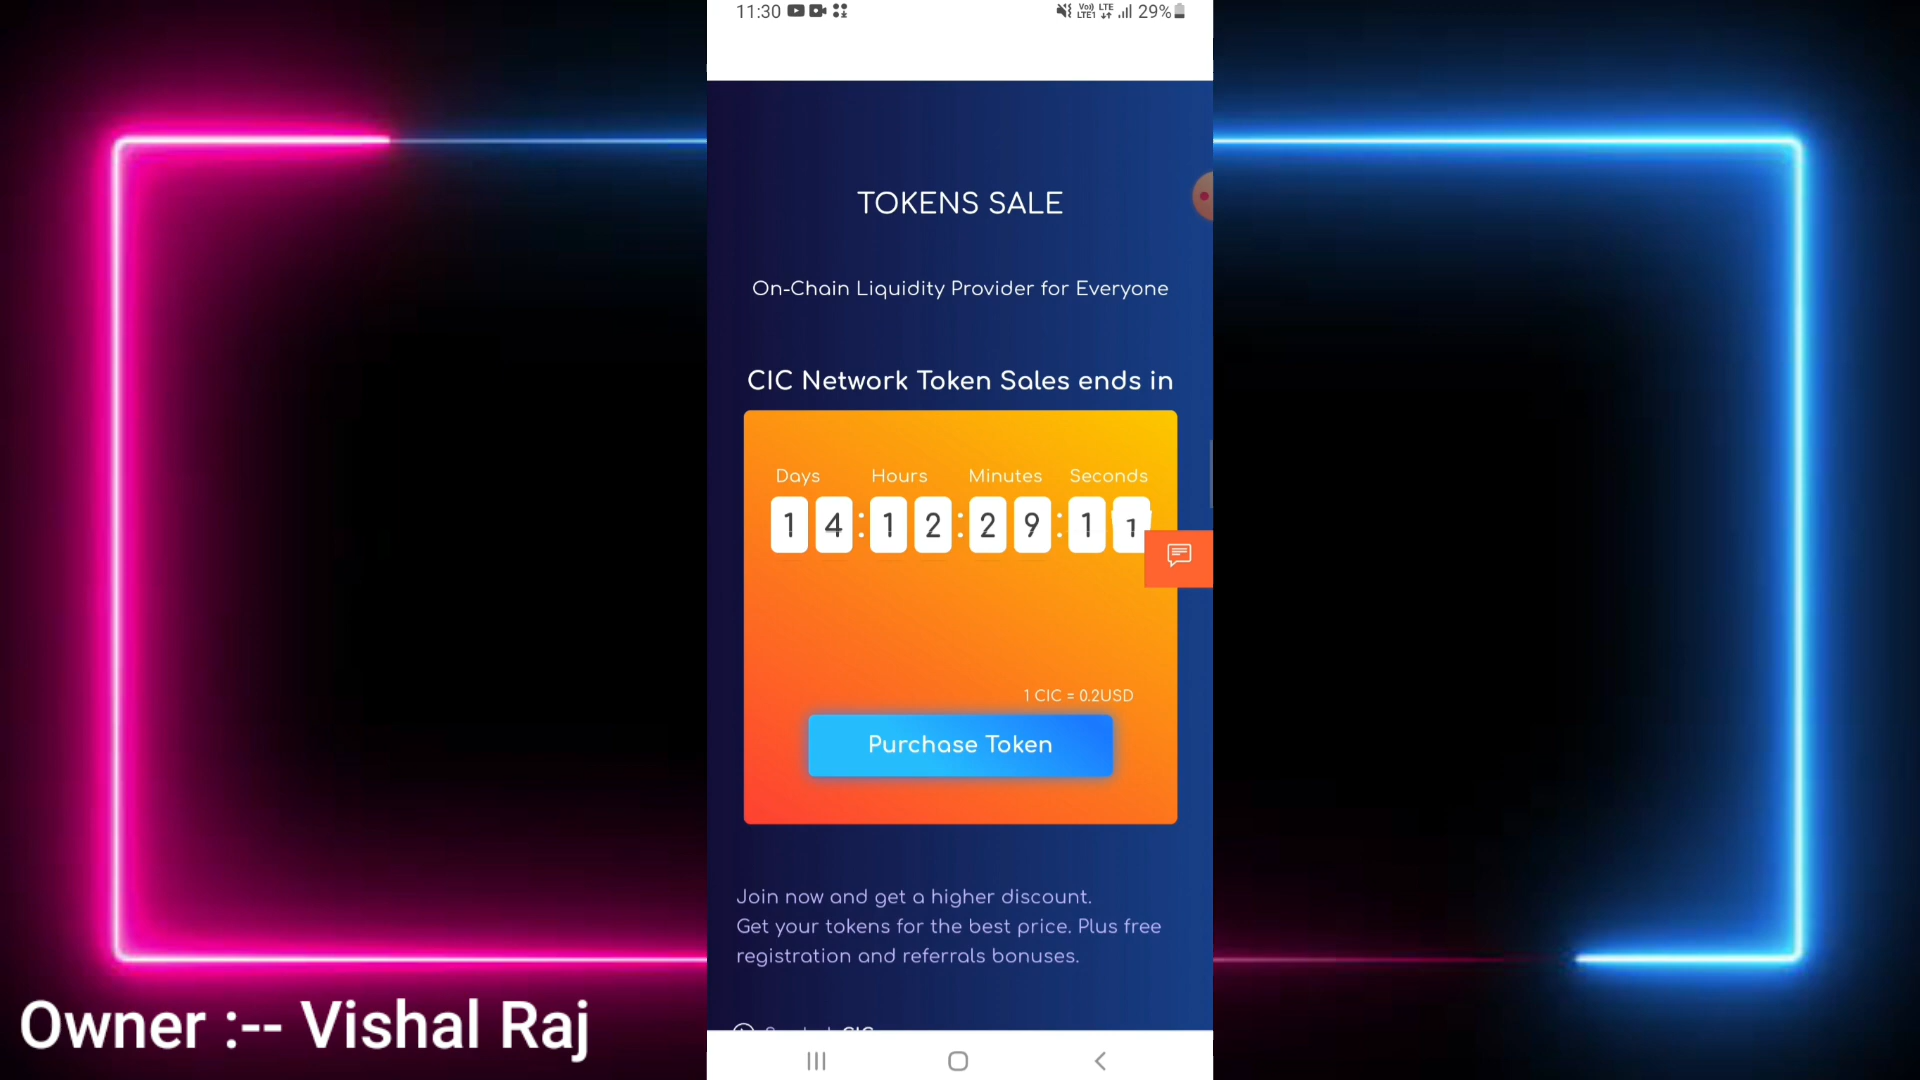 11:30 29%
TOKENS SALE
On-Chain Liquidity Provider for Everyone
CIC Network Token Sales ends in
Days Hours Minutes Seconds
14:12:29:11
1 CIC = 0.2USD
Purchase Token
Join now and get a higher discount.
Get your tokens for the best price. Plus free
registration and referrals bonuses.
Owner :-- Vishal Raj